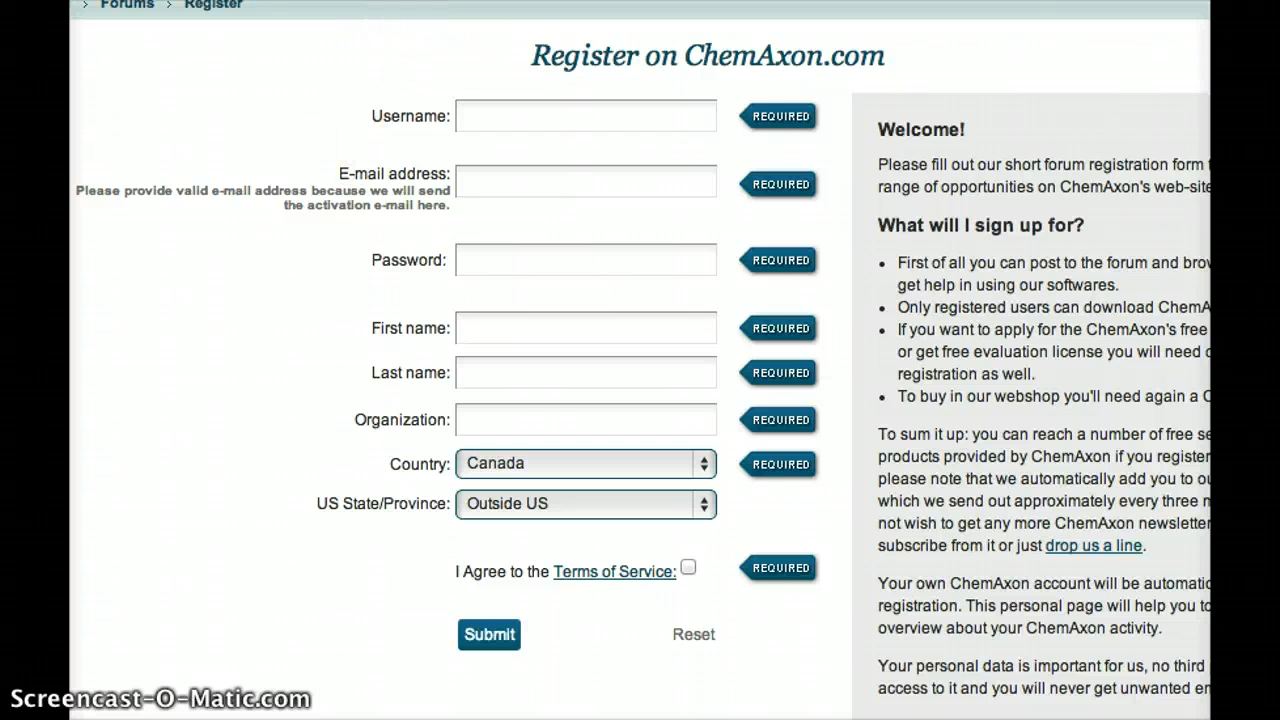 › Forums › Register
Register on ChemAxon.com
Username:
REQUIRED
E-mail address:
Please provide valid e-mail address because we will send
the activation e-mail here.
REQUIRED
Password:
REQUIRED
First name:
REQUIRED
Last name:
REQUIRED
Organization:
REQUIRED
Country:
Canada
REQUIRED
US State/Province:
Outside US
I Agree to the Terms of Service:
REQUIRED
Submit
Reset
Welcome!
Please fill out our short forum registration form
range of opportunities on ChemAxon's web-site
What will I sign up for?
• First of all you can post to the forum and
get help in using our softwares.
• Only registered users can download
• If you want to apply for the ChemAxon's free
or get free evaluation license you will need
registration as well.
• To buy in our webshop you'll need again a
To sum it up: you can reach a number of free
products provided by ChemAxon if you register
please note that we automatically add you to
which we send out approximately every three
not wish to get any more ChemAxon newsletter
subscribe from it or just drop us a line.
Your own ChemAxon account will be
registration. This personal page will help you to
overview about your ChemAxon activity.
Your personal data is important for us, no third
access to it and you will never get unwanted
Screencast-O-Matic.com